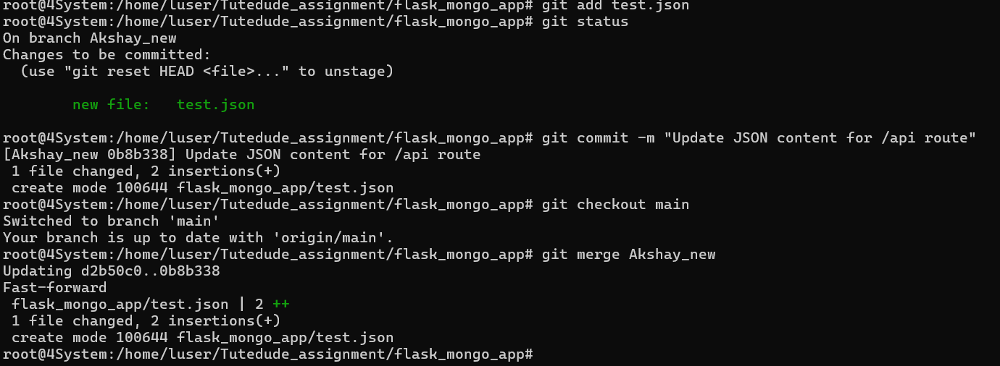 root@4System:/home/luser/Tutedude_assignment/flask_mongo_app# git add test.json
root@4System:/home/luser/Tutedude_assignment/flask_mongo_app# git status
On branch Akshay_new
Changes to be committed:
  (use "git reset HEAD <file>..." to unstage)
        new file:   test.json
root@4System:/home/luser/Tutedude_assignment/flask_mongo_app# git commit -m "Update JSON content for /api route"
[Akshay_new 0b8b338] Update JSON content for /api route
 1 file changed, 2 insertions(+)
 create mode 100644 flask_mongo_app/test.json
root@4System:/home/luser/Tutedude_assignment/flask_mongo_app# git checkout main
Switched to branch 'main'
Your branch is up to date with 'origin/main'.
root@4System:/home/luser/Tutedude_assignment/flask_mongo_app# git merge Akshay_new
Updating d2b50c0..0b8b338
Fast-forward
 flask_mongo_app/test.json | 2 ++
 1 file changed, 2 insertions(+)
 create mode 100644 flask_mongo_app/test.json
root@4System:/home/luser/Tutedude_assignment/flask_mongo_app#